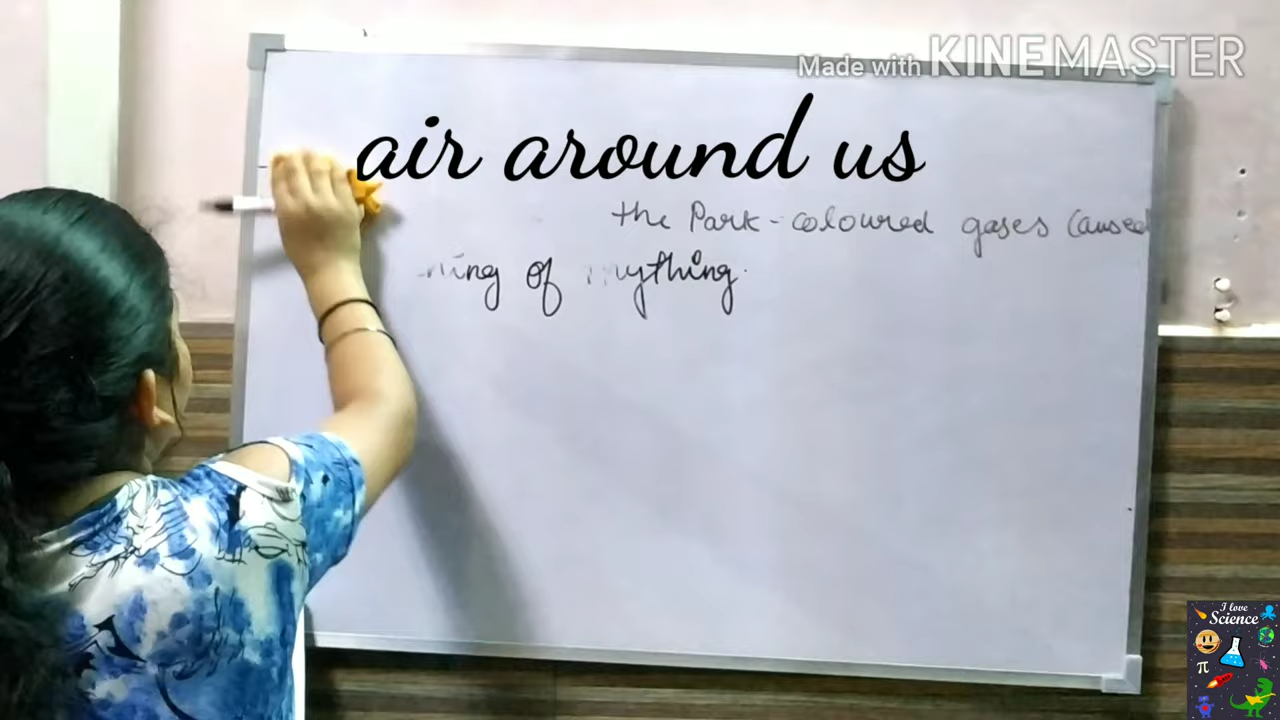 Made with KINEMASTER
air around us
the Park-coloured gases caused
of
I love
Science
π